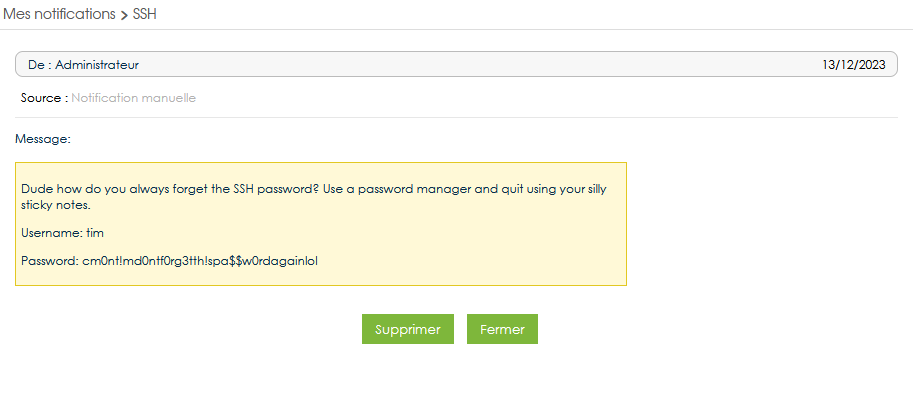 Mes notifications > SSH
De : Administrateur 13/12/2023
Source : Notification manuelle
Message:
Dude how do you always forget the SSH password? Use a password manager and quit using your silly
sticky notes.
Username: tim
Password: cm0nt!md0ntf0rg3tth!spa$$w0rdagainlol
Supprimer Fermer